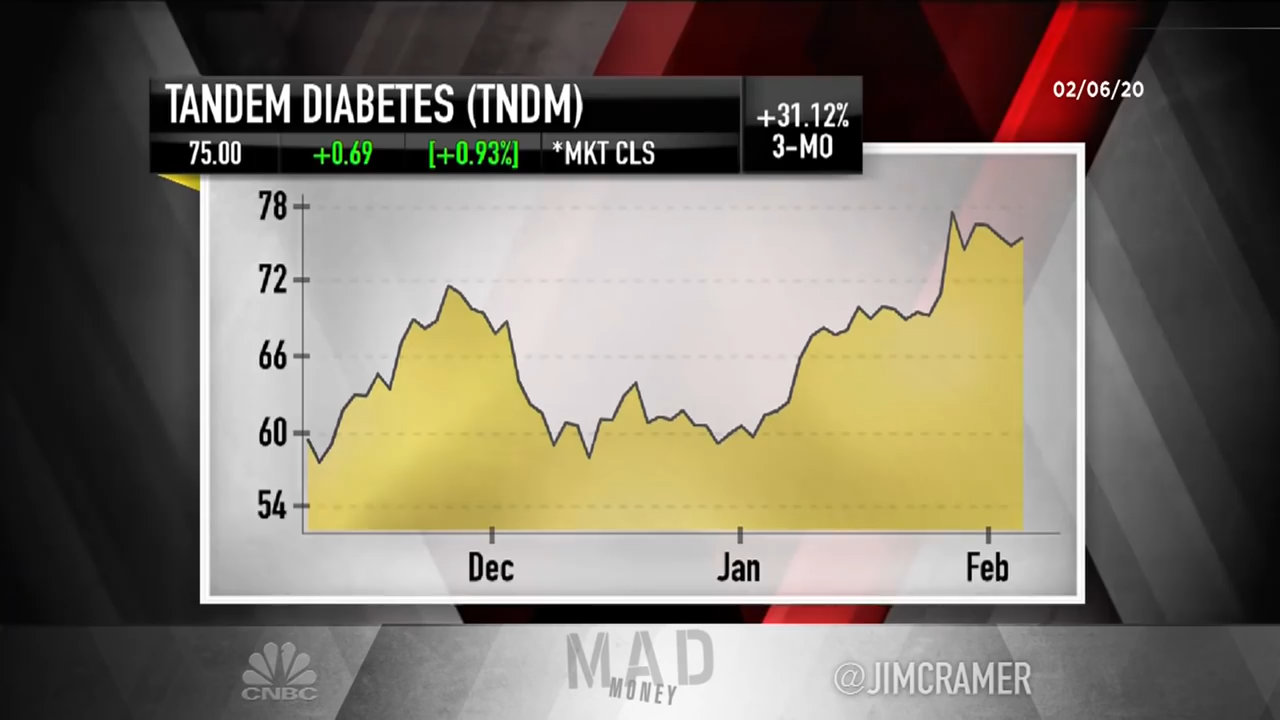 TANDEM DIABETES (TNDM)
75.00 +0.69 [+0.93%] *MKT CLS
+31.12%
3-MO
02/06/20
78
72
66
60
54
Dec Jan Feb
CNBC
MAD
MONEY
@JIMCRAMER